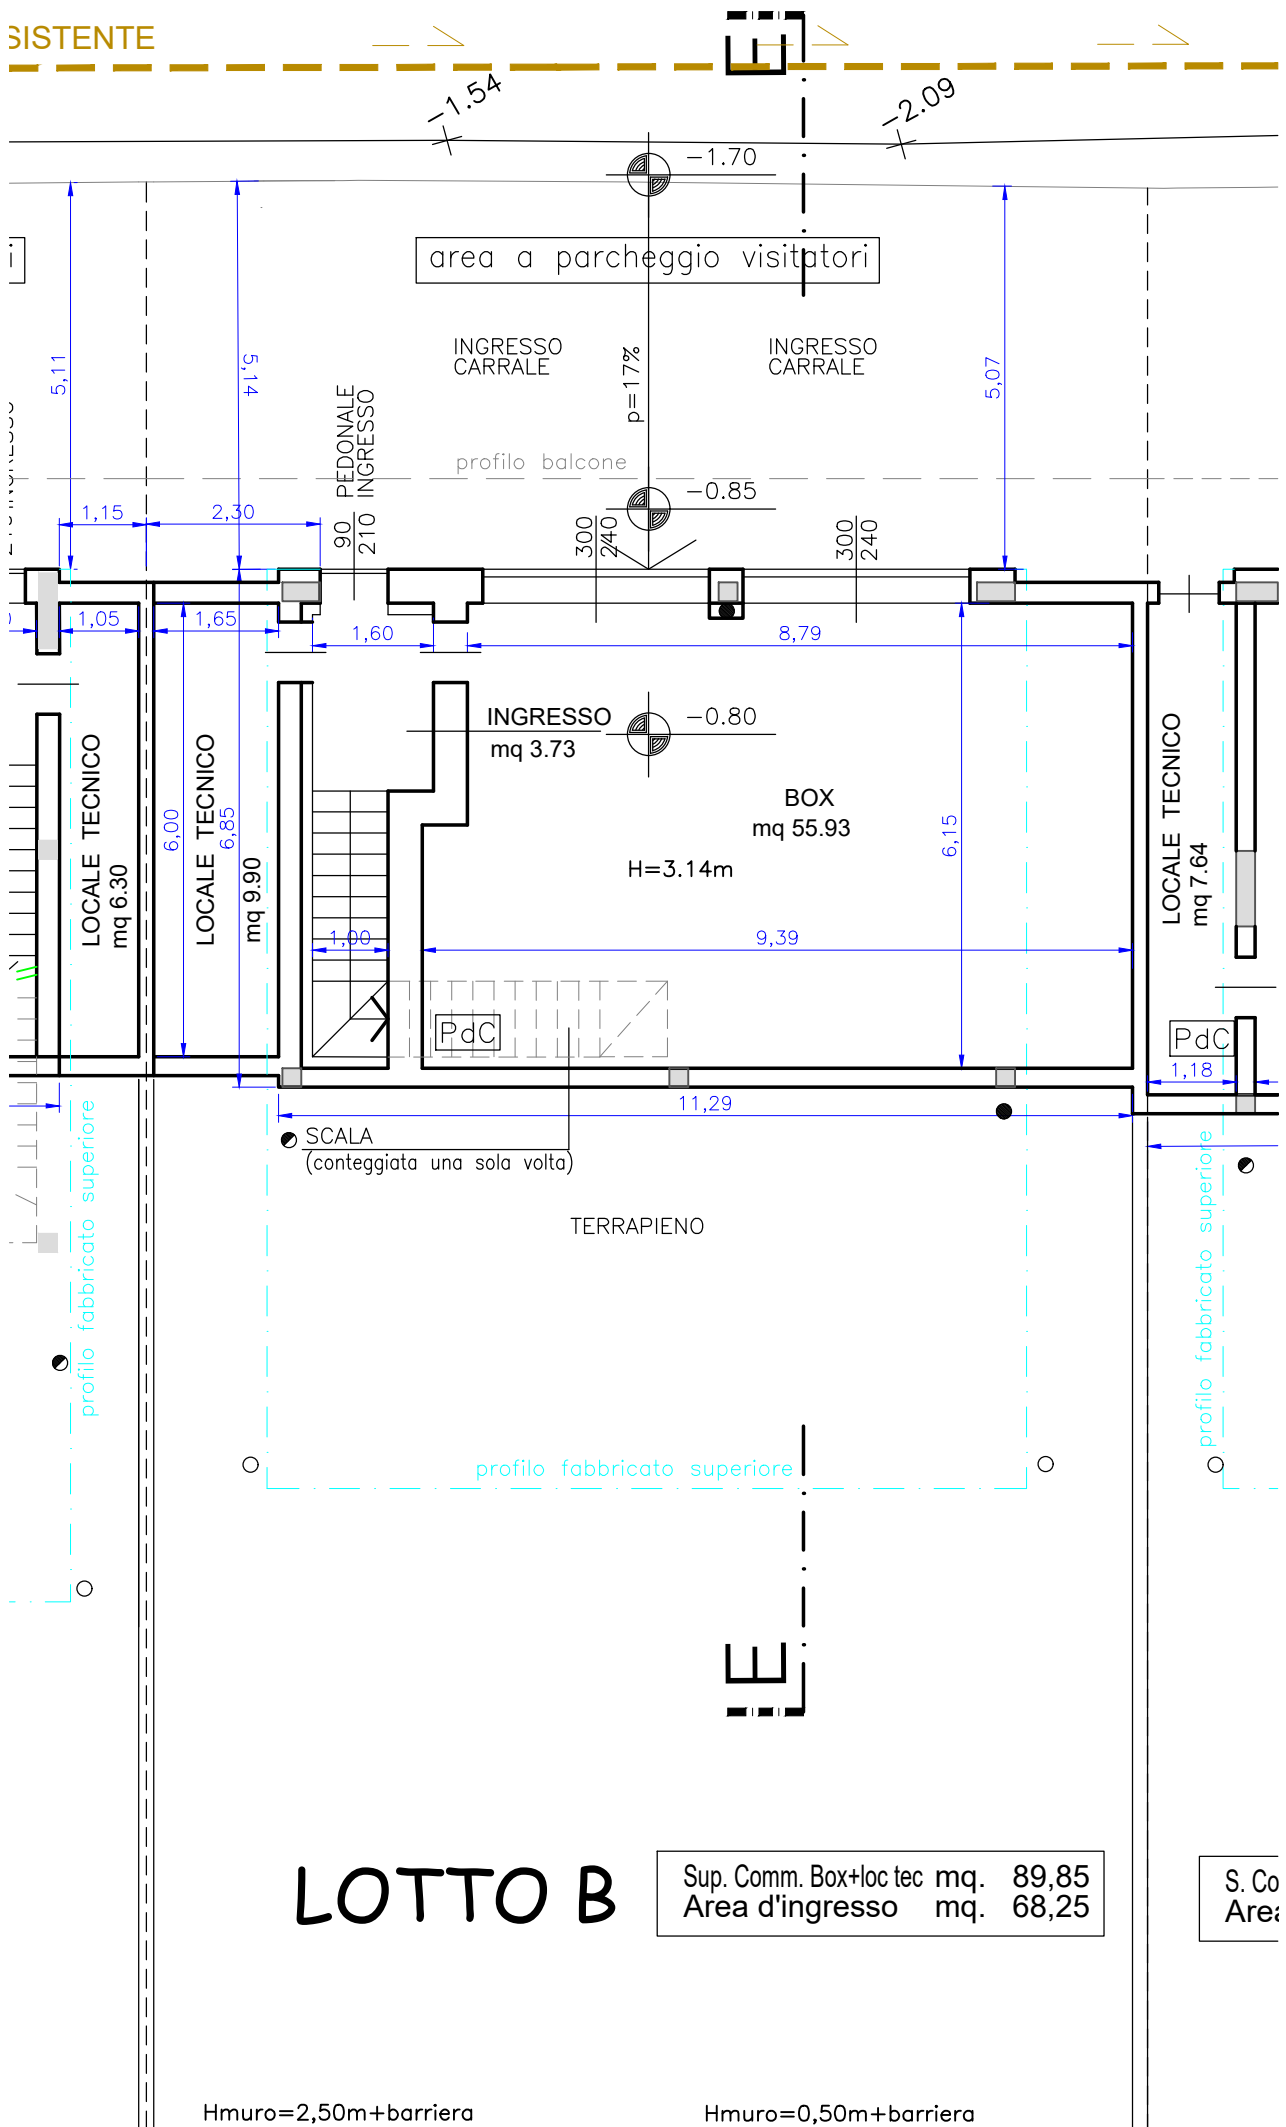 SISTENTE
-1.54
-2.09
-1.70
area a parcheggio visitatori
INGRESSO
CARRALE
INGRESSO
CARRALE
p=17%
5,11
5,14
5,07
PEDONALE
INGRESSO
profilo balcone
-0.85
1,15
2,30
90
210
300
240
300
240
1,05
1,65
1,60
8,79
INGRESSO
mq 3.73
-0.80
BOX
mq 55.93
H=3.14m
LOCALE TECNICO
mq 6.30
6,00
LOCALE TECNICO
6,85
mq 9.90
6,15
LOCALE TECNICO
mq 7.64
1,00
9,39
PdC
PdC
1,18
11,29
SCALA
(conteggiata una sola volta)
TERRAPIENO
profilo fabbricato superiore
profilo fabbricato superiore
profilo fabbricato superiore
E
E
LOTTO B
Sup. Comm. Box+loc tec mq. 89,85
Area d'ingresso mq. 68,25
S. Co
Area
Hmuro=2,50m+barriera
Hmuro=0,50m+barriera